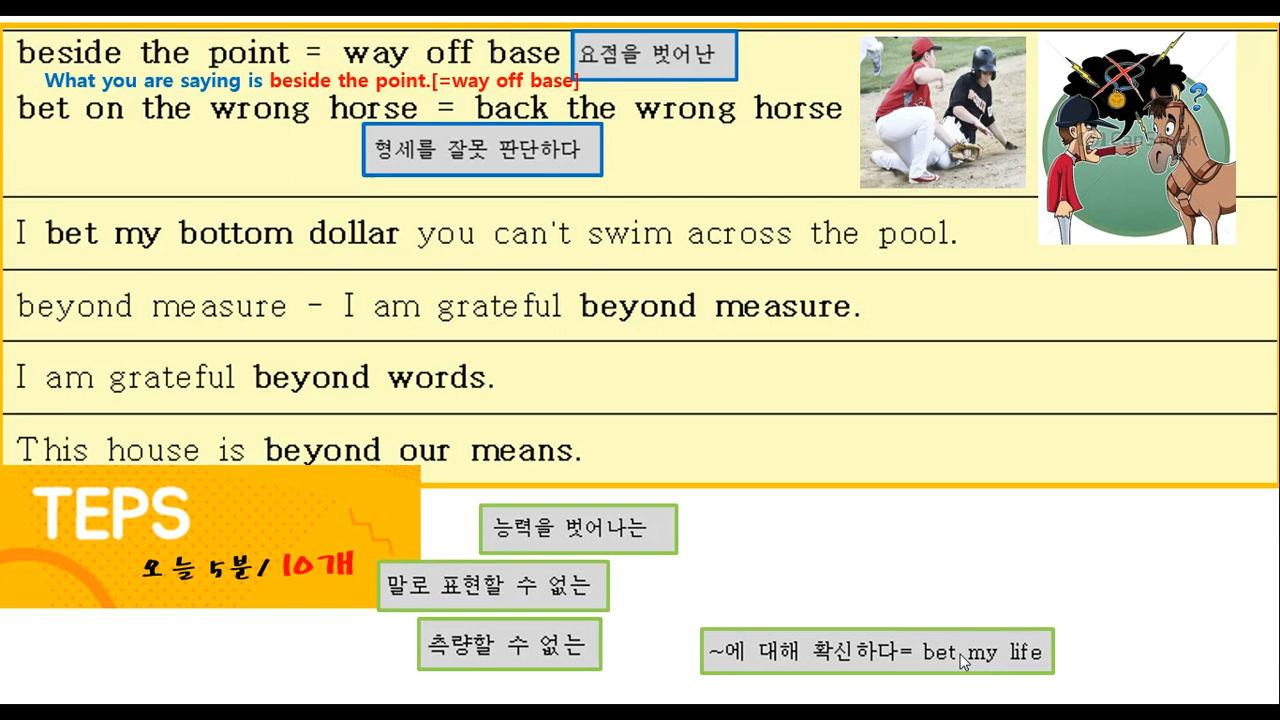 beside the point = way off base 요점을 벗어난
What you are saying is beside the point.[=way off base]
bet on the wrong horse = back the wrong horse
형세를 잘못 판단하다
I bet my bottom dollar you can't swim across the pool.
beyond measure - I am grateful beyond measure.
I am grateful beyond words.
This house is beyond our means.
TEPS
오늘 5분/ 10개
능력을 벗어나는
말로 표현할 수 없는
측량할 수 없는
~에 대해 확신하다= bet my life